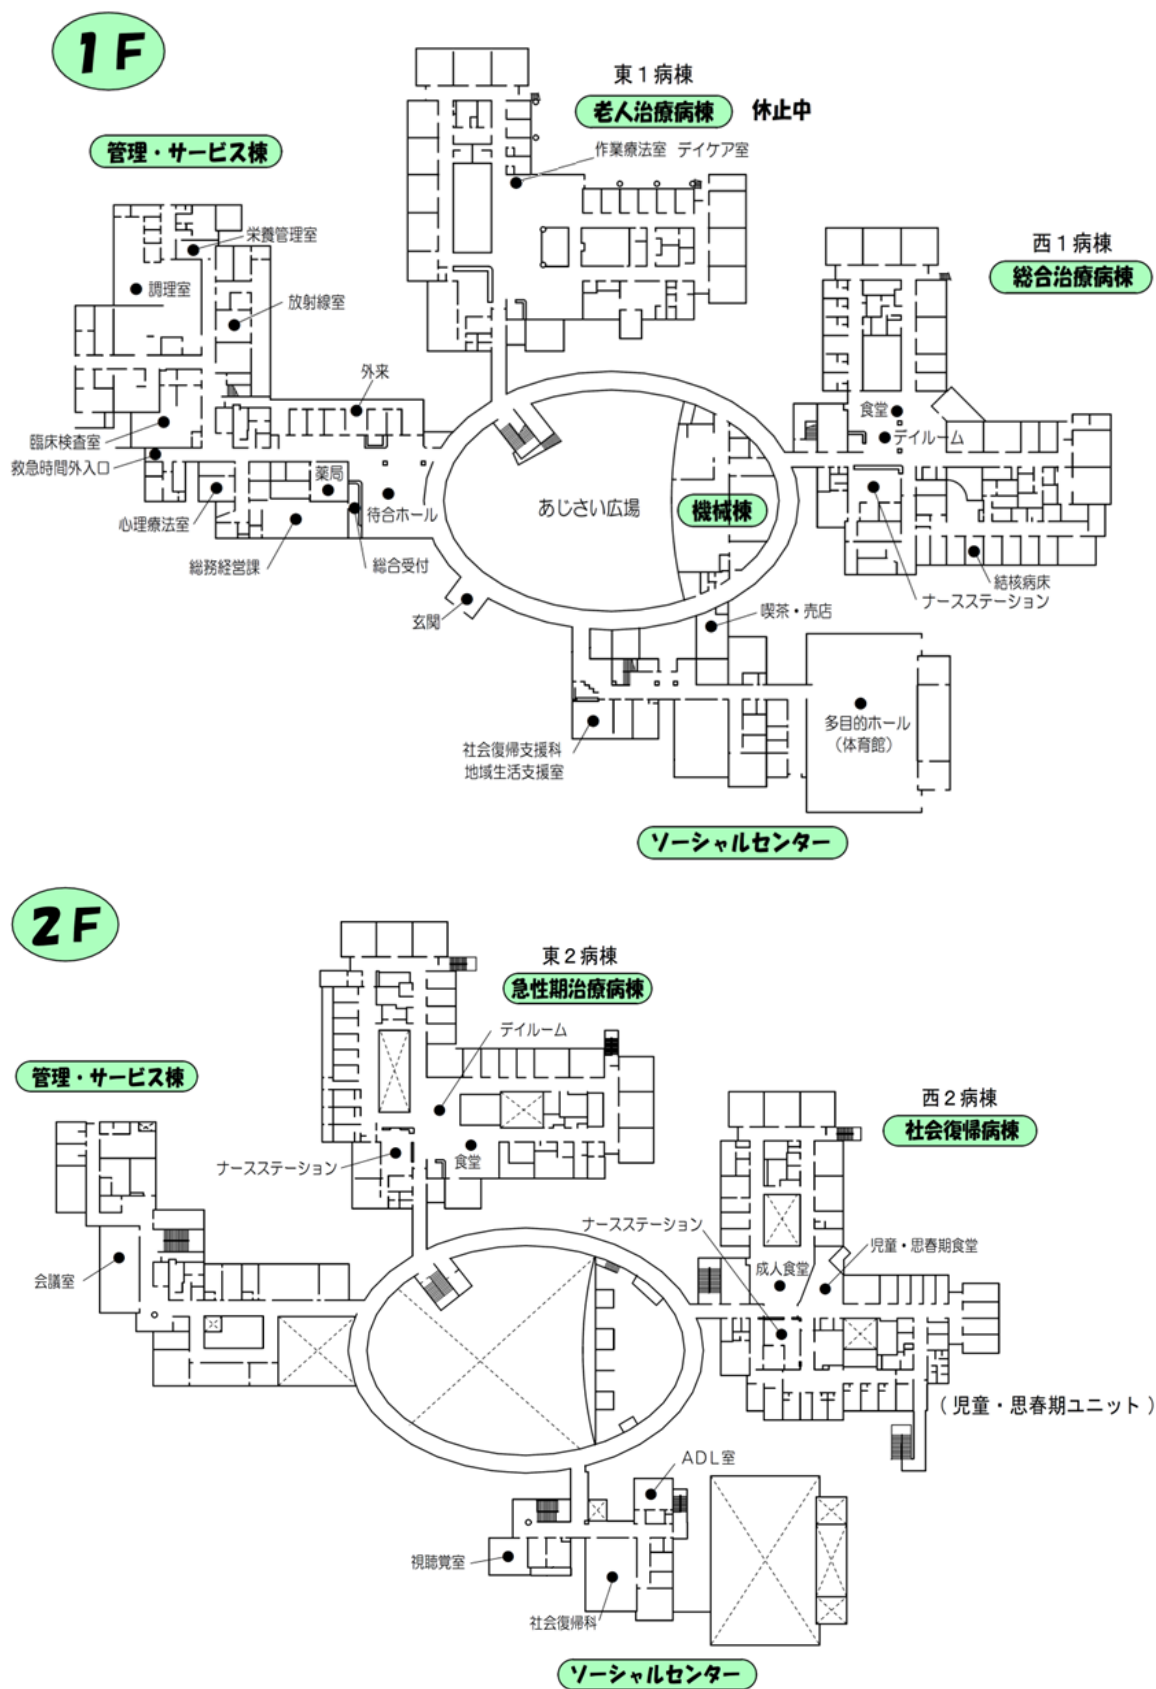 1F
東1病棟
老人治療病棟 休止中
管理・サービス棟
作業療法室 デイケア室
栄養管理室
西1病棟
総合治療病棟
調理室
放射線室
外来
食堂
デイルーム
臨床検査室
救急時間外入口
薬局
心理療法室
待合ホール
あじさい広場
機械棟
総務経営課
総合受付
結核病床
ナースステーション
玄関
喫茶・売店
多目的ホール
(体育館)
社会復帰支援科
地域生活支援室
ソーシャルセンター
2F
東2病棟
急性期治療病棟
デイルーム
管理・サービス棟
西2病棟
社会復帰病棟
ナースステーション
食堂
ナースステーション
児童・思春期食堂
会議室
成人食堂
(児童・思春期ユニット)
ADL室
視聴覚室
社会復帰科
ソーシャルセンター